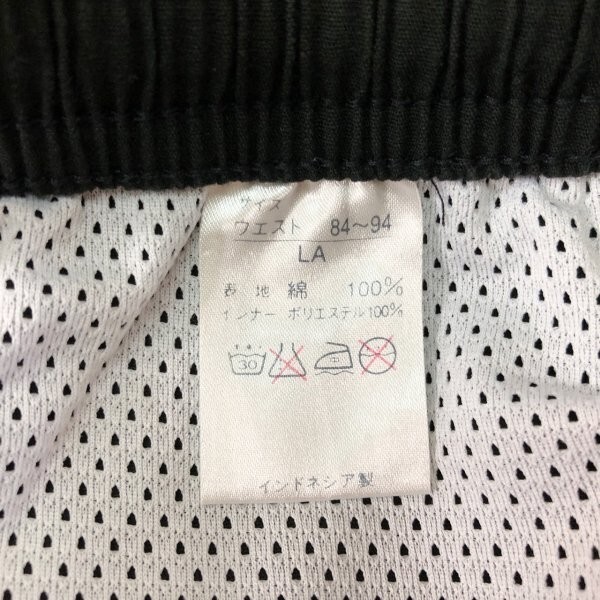 サイズ
ウエスト 84〜94
LA
表 地 綿 100%
インナー ポリエステル100%
30
インドネシア製